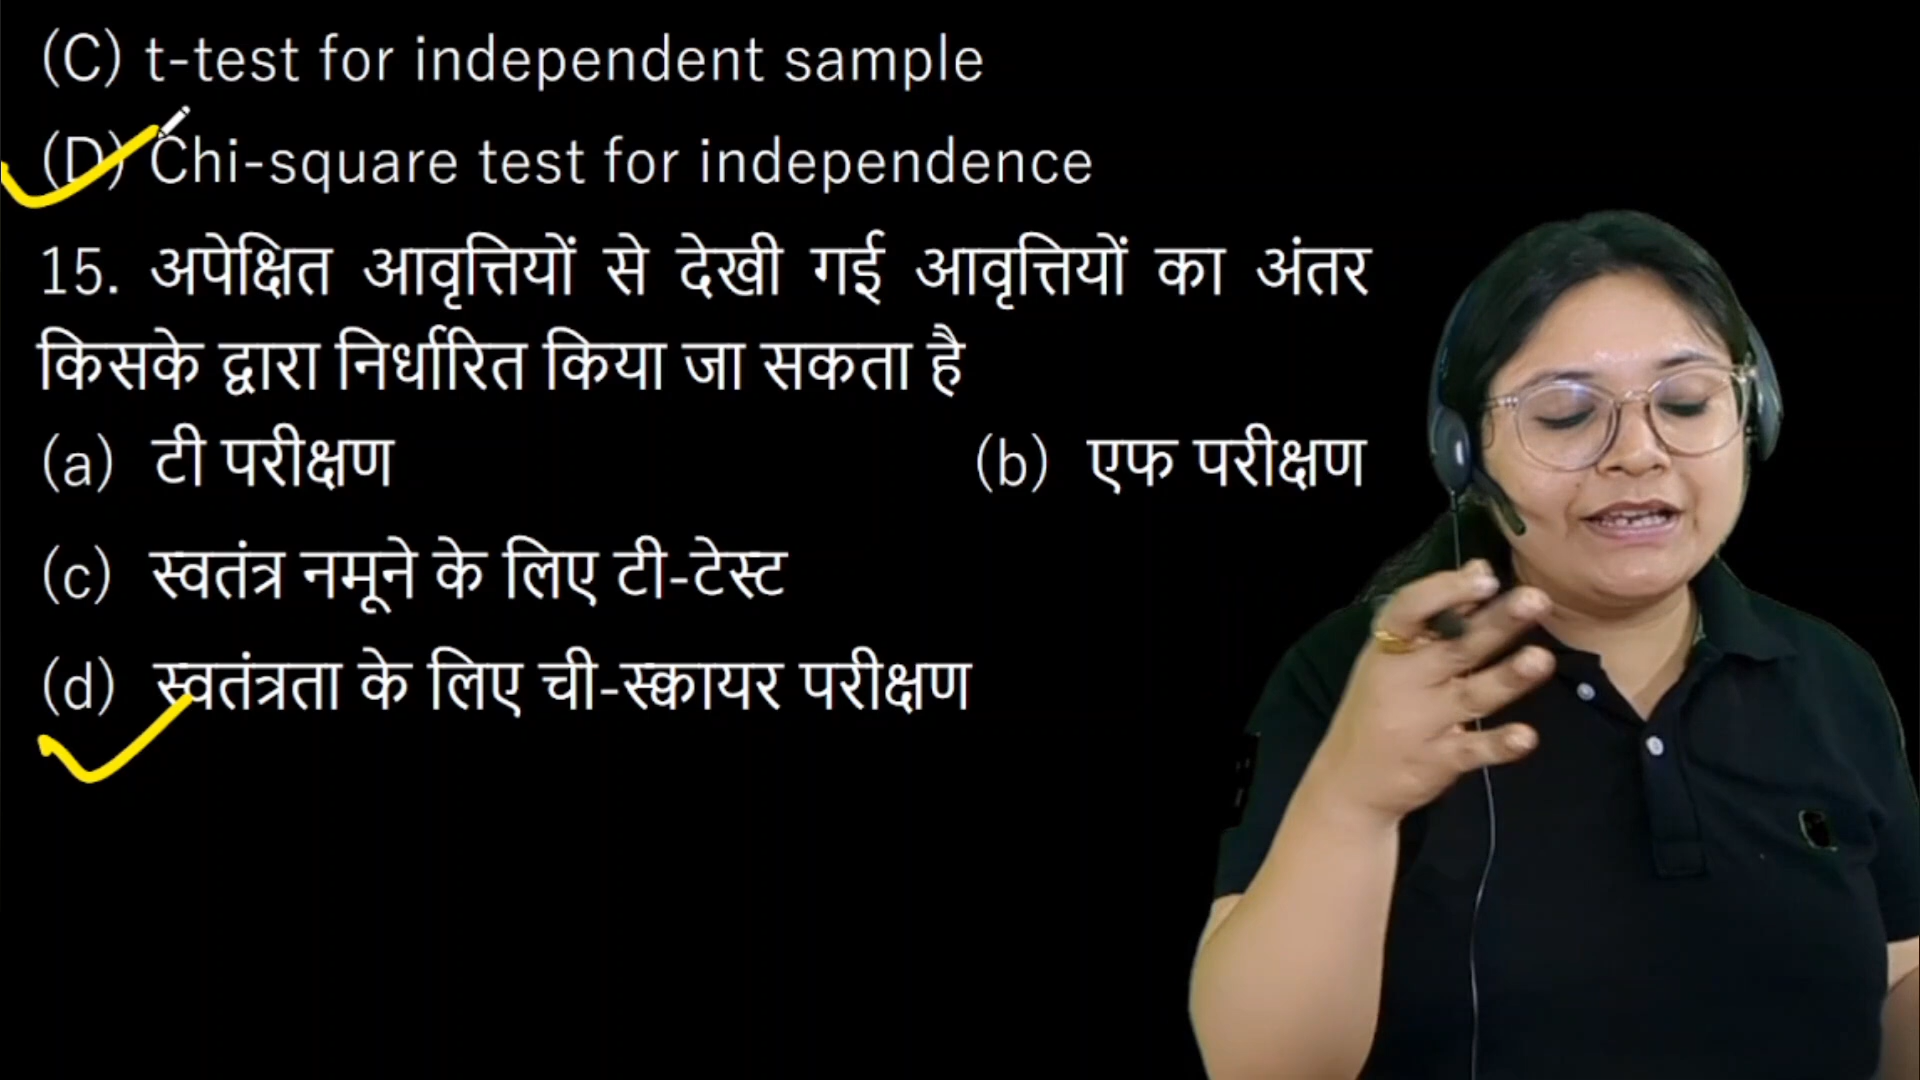 (C) t-test for independent sample
(D) Chi-square test for independence
15. अपेक्षित आवृत्तियों से देखी गई आवृत्तियों का अंतर
किसके द्वारा निर्धारित किया जा सकता है
(a) टी परीक्षण (b) एफ परीक्षण
(c) स्वतंत्र नमूने के लिए टी-टेस्ट
(d) स्वतंत्रता के लिए ची-स्क्वायर परीक्षण